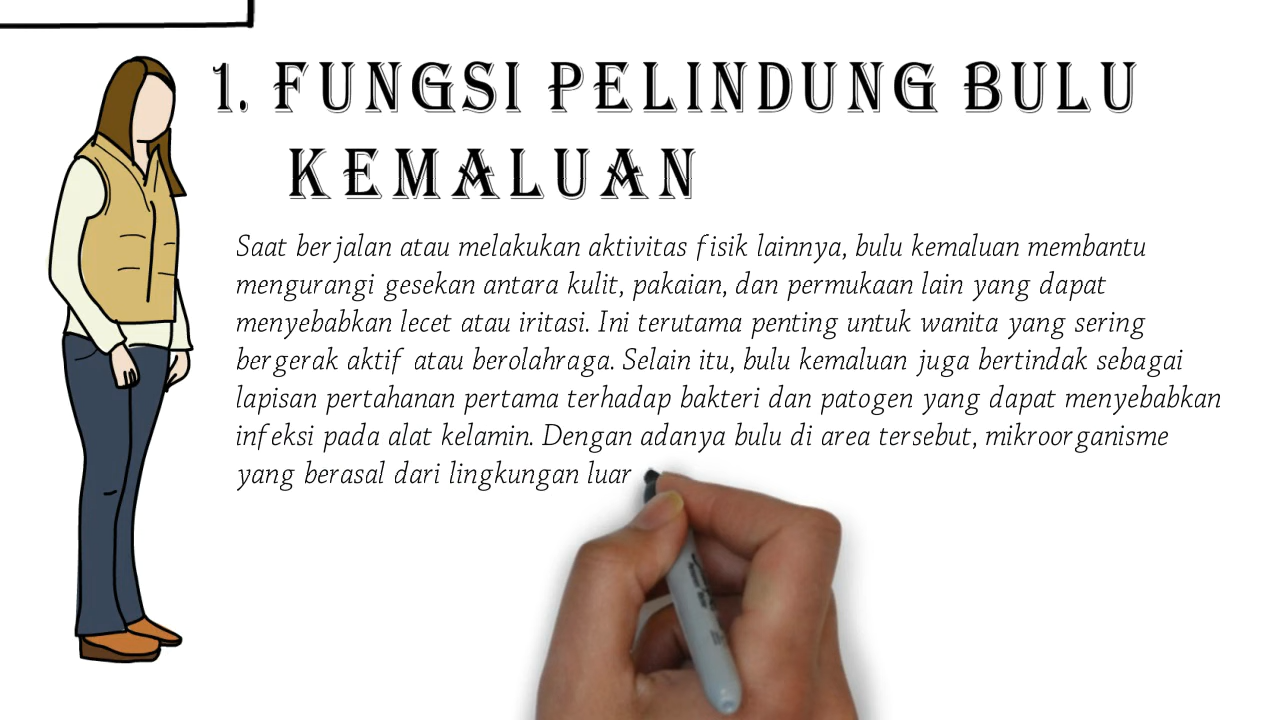 1. FUNGSI PELINDUNG BULU
KEMALUAN
Saat berjalan atau melakukan aktivitas fisik lainnya, bulu kemaluan membantu
mengurangi gesekan antara kulit, pakaian, dan permukaan lain yang dapat
menyebabkan lecet atau iritasi. Ini terutama penting untuk wanita yang sering
bergerak aktif atau berolahraga. Selain itu, bulu kemaluan juga bertindak sebagai
lapisan pertahanan pertama terhadap bakteri dan patogen yang dapat menyebabkan
infeksi pada alat kelamin. Dengan adanya bulu di area tersebut, mikroorganisme
yang berasal dari lingkungan luar